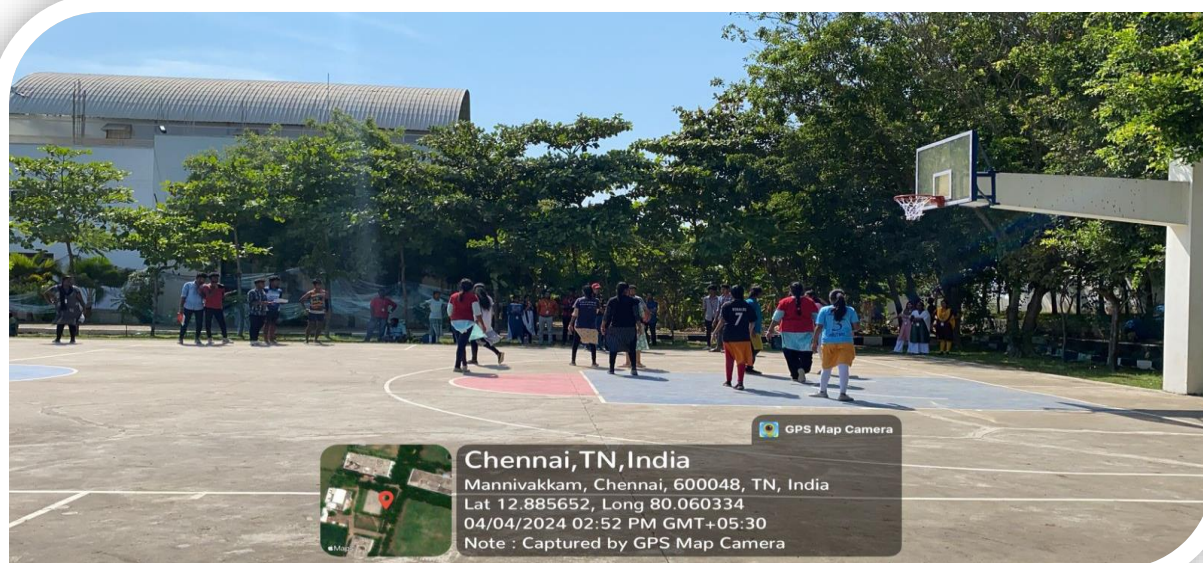 7
GPS Map Camera
Chennai,TN,India
Mannivakkam, Chennai, 600048, TN, India
Lat 12.885652, Long 80.060334
04/04/2024 02:52 PM GMT+05:30
Note : Captured by GPS Map Camera